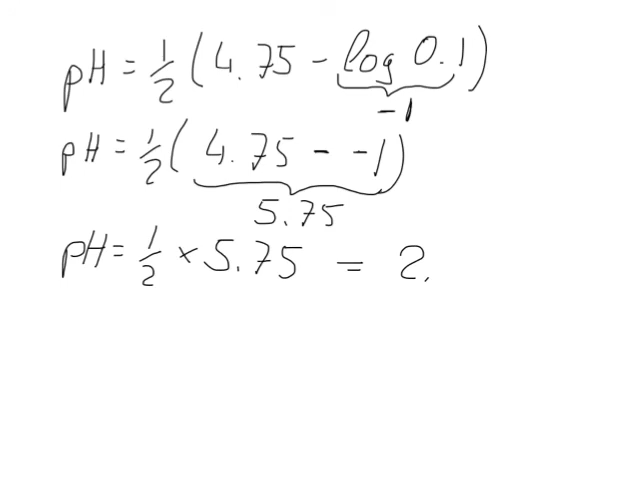 pH = 1/2 (4.75 - log 0.1)
-1
pH = 1/2 (4.75 - -1)
5.75
pH = 1/2 × 5.75 = 2.